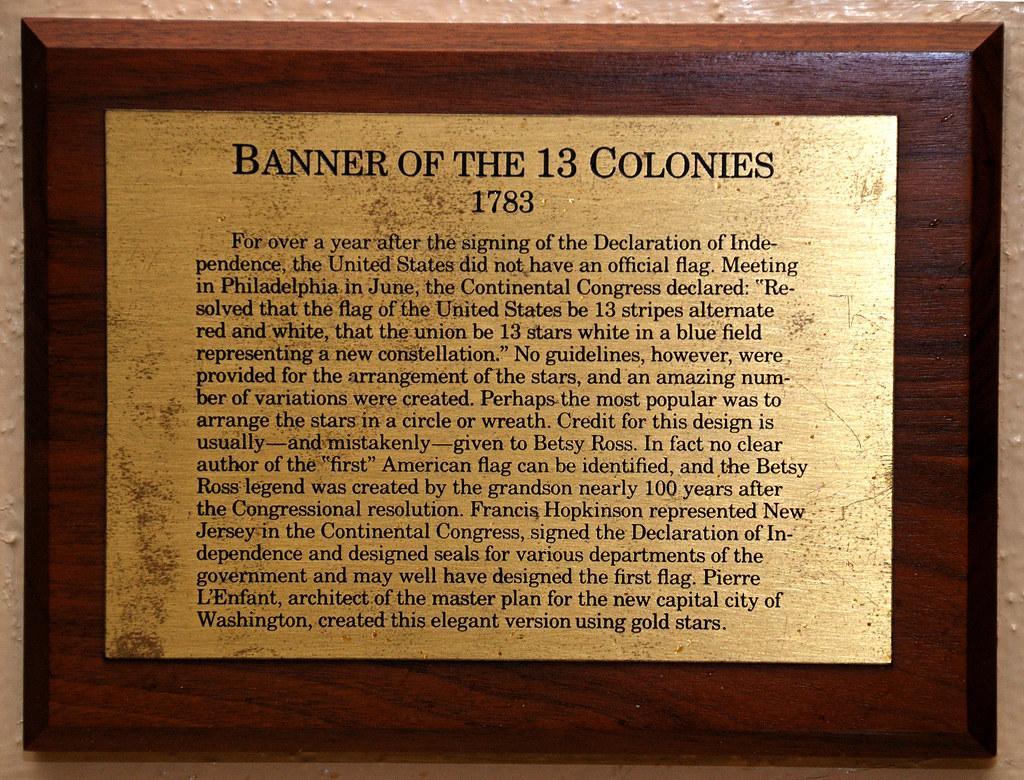 BANNER OF THE 13 COLONIES
1783
For over a year after the signing of the Declaration of Inde-
pendence, the United States did not have an official flag. Meeting
in Philadelphia in June, the Continental Congress declared: "Re-
solved that the flag of the United States be 13 stripes alternate
red and white, that the union be 13 stars white in a blue field
representing a new constellation." No guidelines, however, were
provided for the arrangement of the stars, and an amazing num-
ber of variations were created. Perhaps the most popular was to
arrange the stars in a circle or wreath. Credit for this design is
usually—and mistakenly—given to Betsy Ross. In fact no clear
author of the "first" American flag can be identified, and the Betsy
Ross legend was created by the grandson nearly 100 years after
the Congressional resolution. Francis Hopkinson represented New
Jersey in the Continental Congress, signed the Declaration of In-
dependence and designed seals for various departments of the
government and may well have designed the first flag. Pierre
L'Enfant, architect of the master plan for the new capital city of
Washington, created this elegant version using gold stars.